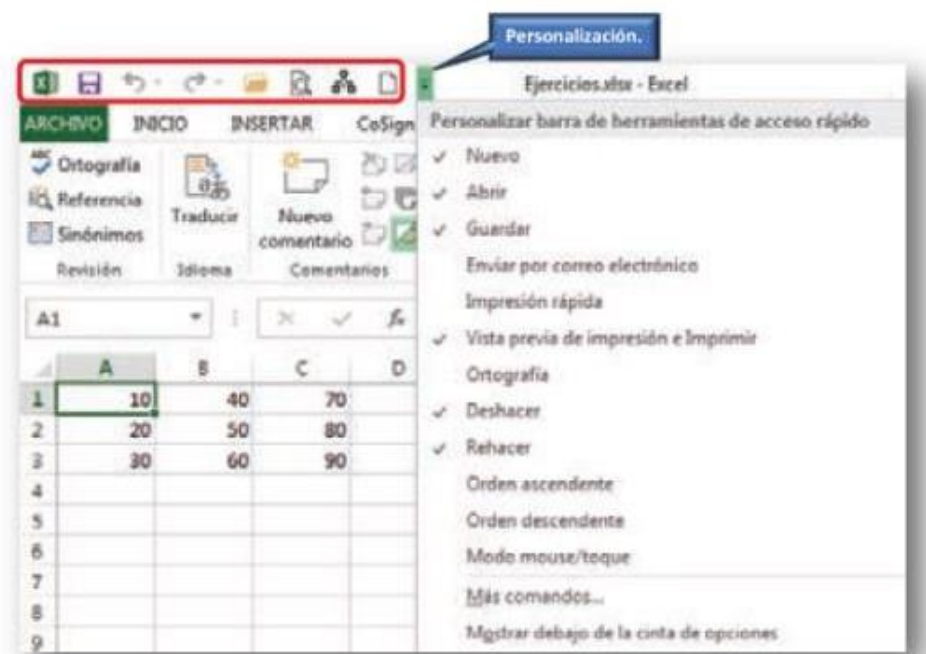 Personalización.
Ejercicios.xlsx - Excel
ARCHIVO INICIO INSERTAR CoSign
Personalizar barra de herramientas de acceso rápido
ABC Ortografía
Referencia
Sinónimos
Revisión
Traducir
Idioma
Nuevo
comentario
Comentarios
Nuevo
Abrir
Guardar
Enviar por correo electrónico
Impresión rápida
Vista previa de impresión e Imprimir
Ortografía
Deshacer
Rehacer
Orden ascendente
Orden descendente
Modo mouse/toque
Más comandos...
Mostrar debajo de la cinta de opciones
A1 fx
A B C D
1 10 40 70
2 20 50 80
3 30 60 90
4
5
6
7
8
9